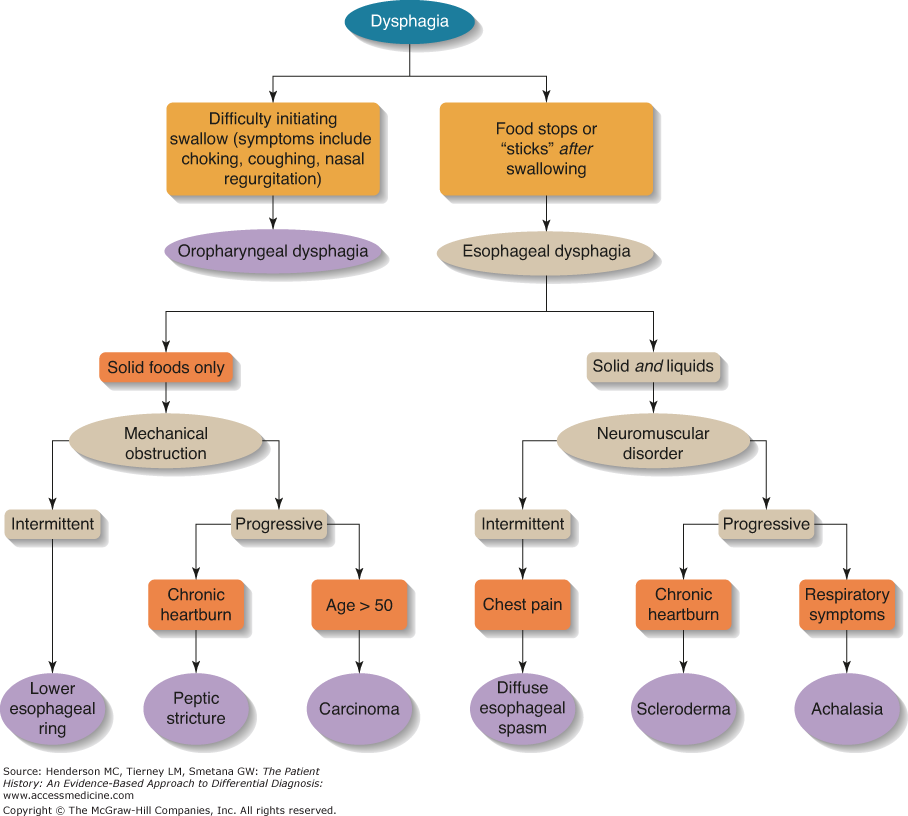 Dysphagia
Difficulty initiating
swallow (symptoms include
choking, coughing, nasal
regurgitation)
Food stops or
“sticks” after
swallowing
Oropharyngeal dysphagia
Esophageal dysphagia
Solid foods only
Solid and liquids
Mechanical
obstruction
Neuromuscular
disorder
Intermittent
Progressive
Intermittent
Progressive
Chronic
heartburn
Age > 50
Chest pain
Chronic
heartburn
Respiratory
symptoms
Lower
esophageal
ring
Peptic
stricture
Carcinoma
Diffuse
esophageal
spasm
Scleroderma
Achalasia
Source: Henderson MC, Tierney LM, Smetana GW: The Patient
History: An Evidence-Based Approach to Differential Diagnosis:
www.accessmedicine.com
Copyright © The McGraw-Hill Companies, Inc. All rights reserved.